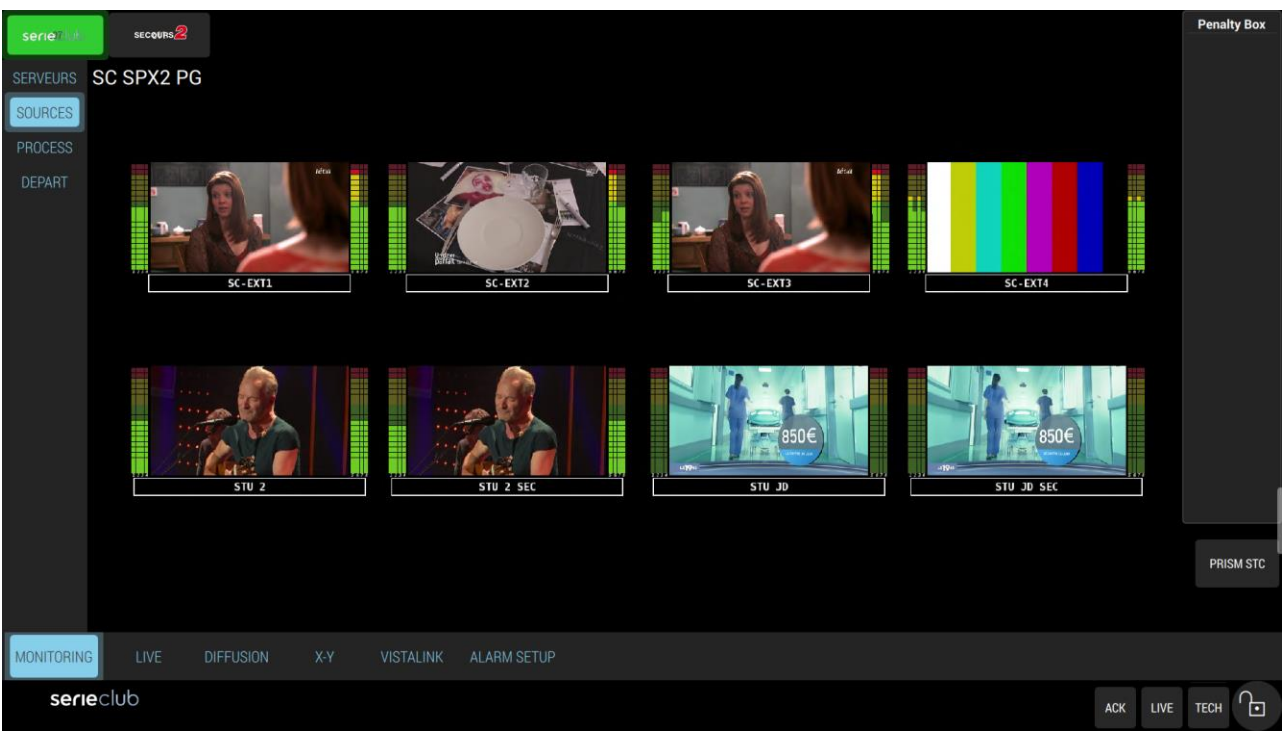 serieclub
SECOURS 2
Penalty Box
SERVEURS
SC SPX2 PG
SOURCES
PROCESS
DEPART
SC-EXT1
SC-EXT2
SC-EXT3
SC-EXT4
850€
850€
STU 2
STU 2 SEC
STU JD
STU JD SEC
PRISM STC
MONITORING
LIVE
DIFFUSION
X-Y
VISTALINK
ALARM SETUP
serieclub
ACK
LIVE
TECH